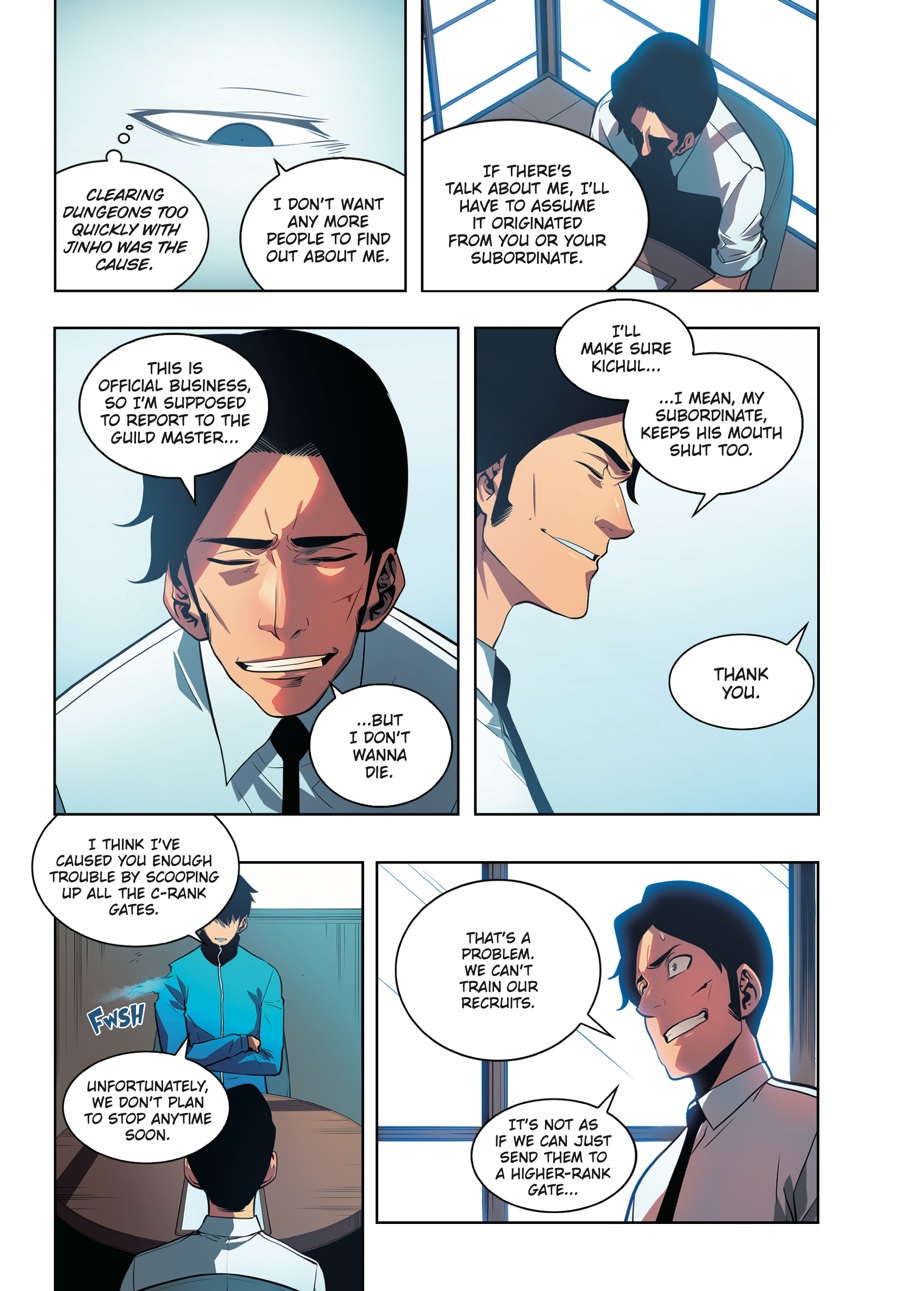 CLEARING
DUNGEONS TOO
QUICKLY WITH
JINHO WAS THE
CAUSE.
I DON'T WANT
ANY MORE
PEOPLE TO FIND
OUT ABOUT ME.
IF THERE'S
TALK ABOUT ME, I'LL
HAVE TO ASSUME
IT ORIGINATED
FROM YOU OR YOUR
SUBORDINATE.
THIS IS
OFFICIAL BUSINESS,
SO I'M SUPPOSED
TO REPORT TO THE
GUILD MASTER...
...BUT
I DON'T
WANNA
DIE.
I'LL
MAKE SURE
KICHUL...
...I MEAN, MY
SUBORDINATE,
KEEPS HIS MOUTH
SHUT TOO.
THANK
YOU.
I THINK I'VE
CAUSED YOU ENOUGH
TROUBLE BY SCOOPING
UP ALL THE C-RANK
GATES.
FWSH
UNFORTUNATELY,
WE DON'T PLAN
TO STOP ANYTIME
SOON.
THAT'S A
PROBLEM.
WE CAN'T
TRAIN OUR
RECRUITS.
IT'S NOT AS
IF WE CAN JUST
SEND THEM TO
A HIGHER-RANK
GATE...